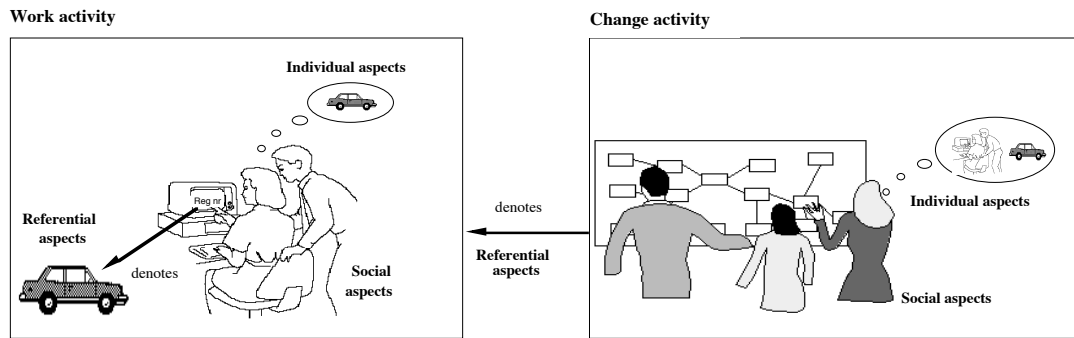 Work activity
Individual aspects
Reg nr
Referential
aspects
denotes
Social
aspects
denotes
Referential
aspects
Change activity
Individual aspects
Social aspects